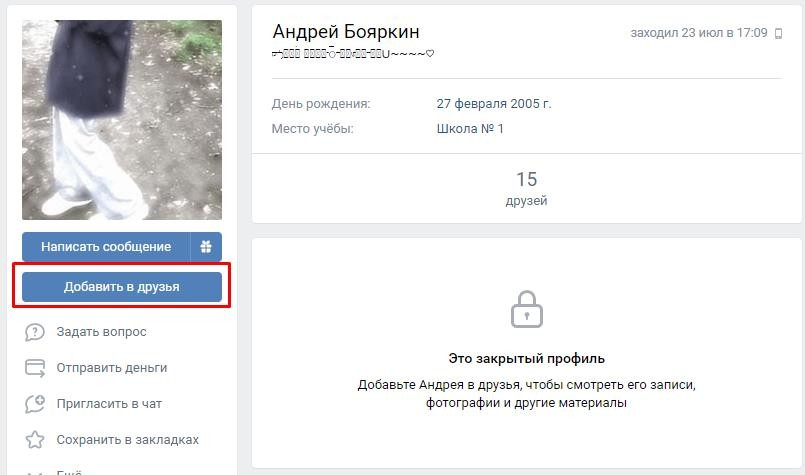 Андрей Бояркин
заходил 23 июл в 17:09
День рождения: 27 февраля 2005 г.
Место учёбы: Школа № 1
15
друзей
Написать сообщение
Добавить в друзья
Задать вопрос
Отправить деньги
Пригласить в чат
Сохранить в закладках
Ещё
Это закрытый профиль
Добавьте Андрея в друзья, чтобы смотреть его записи,
фотографии и другие материалы